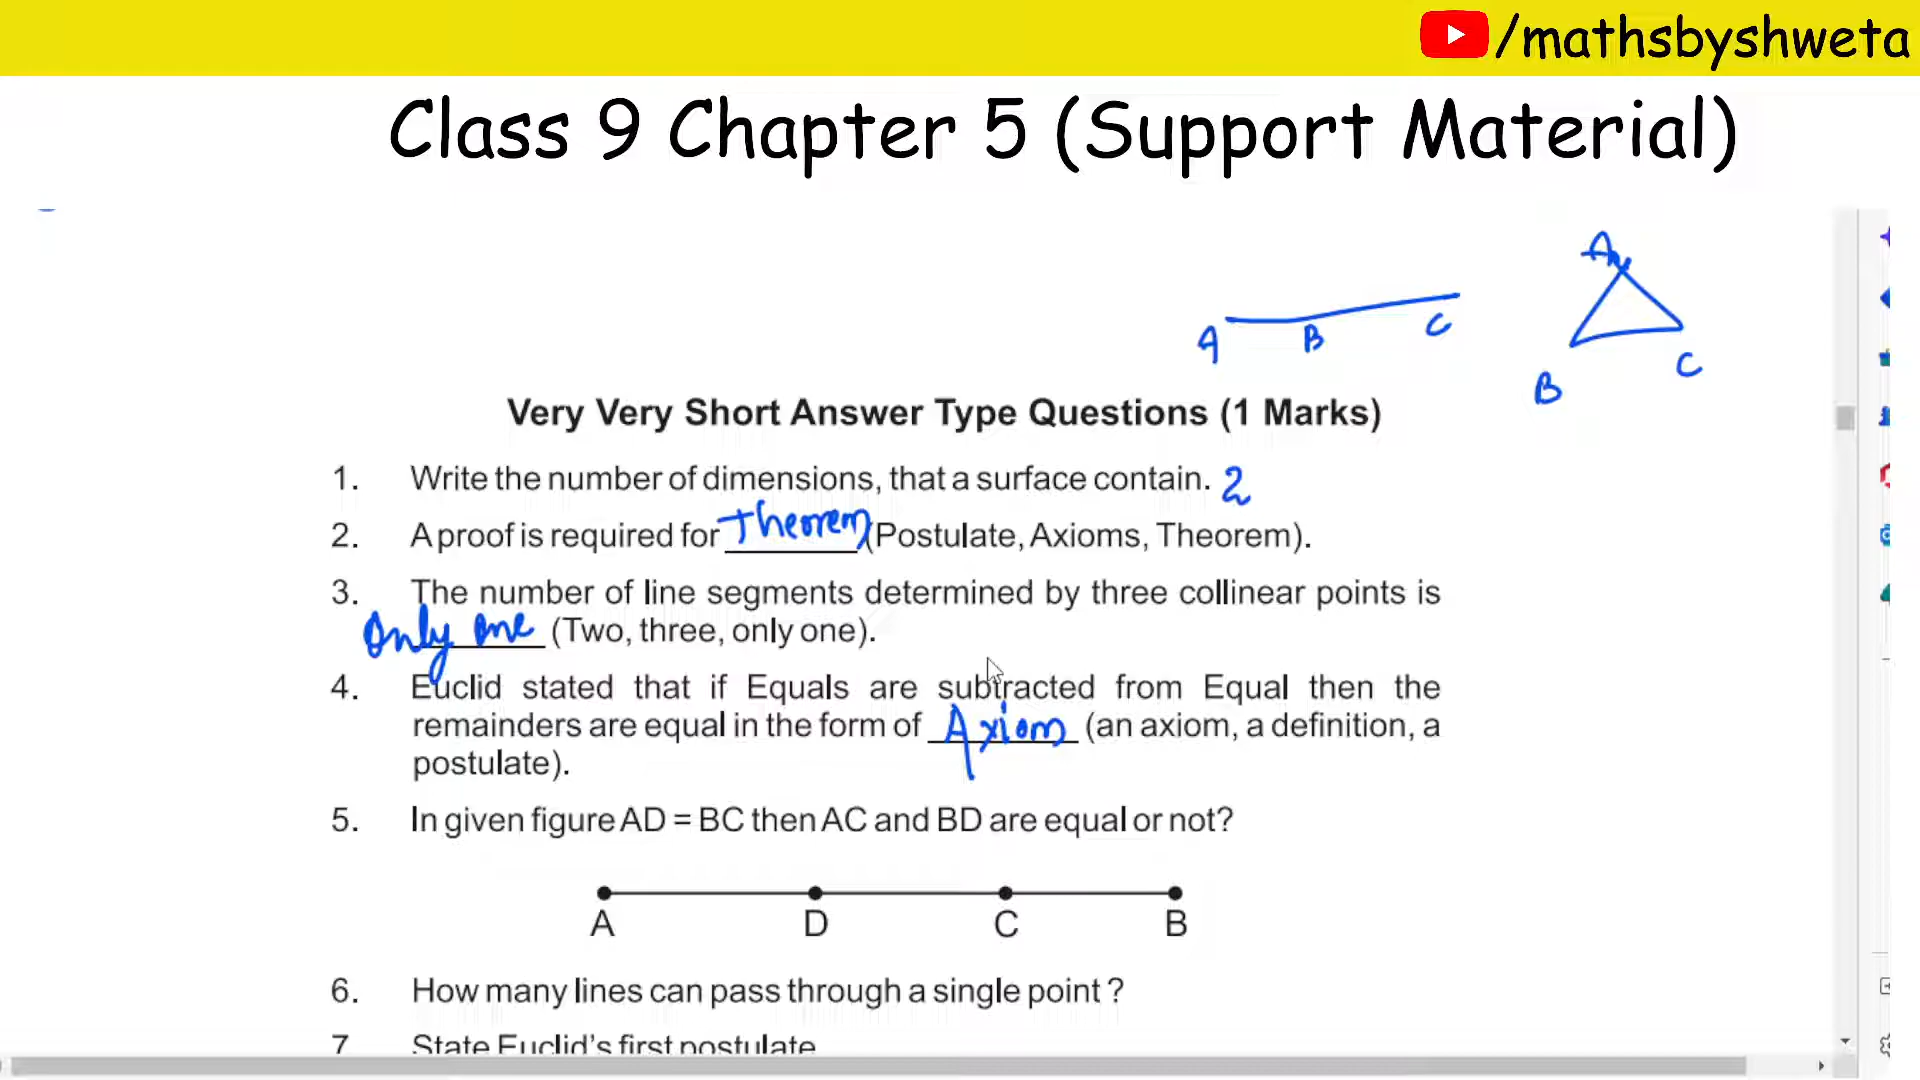 /mathsbyshweta
Class 9 Chapter 5 (Support Material)
A
A B C
B C
Very Very Short Answer Type Questions (1 Marks)
1. Write the number of dimensions, that a surface contain. 2
2. A proof is required for Theorem (Postulate, Axioms, Theorem).
3. The number of line segments determined by three collinear points is
only one (Two, three, only one).
4. Euclid stated that if Equals are subtracted from Equal then the
remainders are equal in the form of Axiom (an axiom, a definition, a
postulate).
5. In given figure AD = BC then AC and BD are equal or not?
A D C B
6. How many lines can pass through a single point ?
7 State Euclid's first postulate